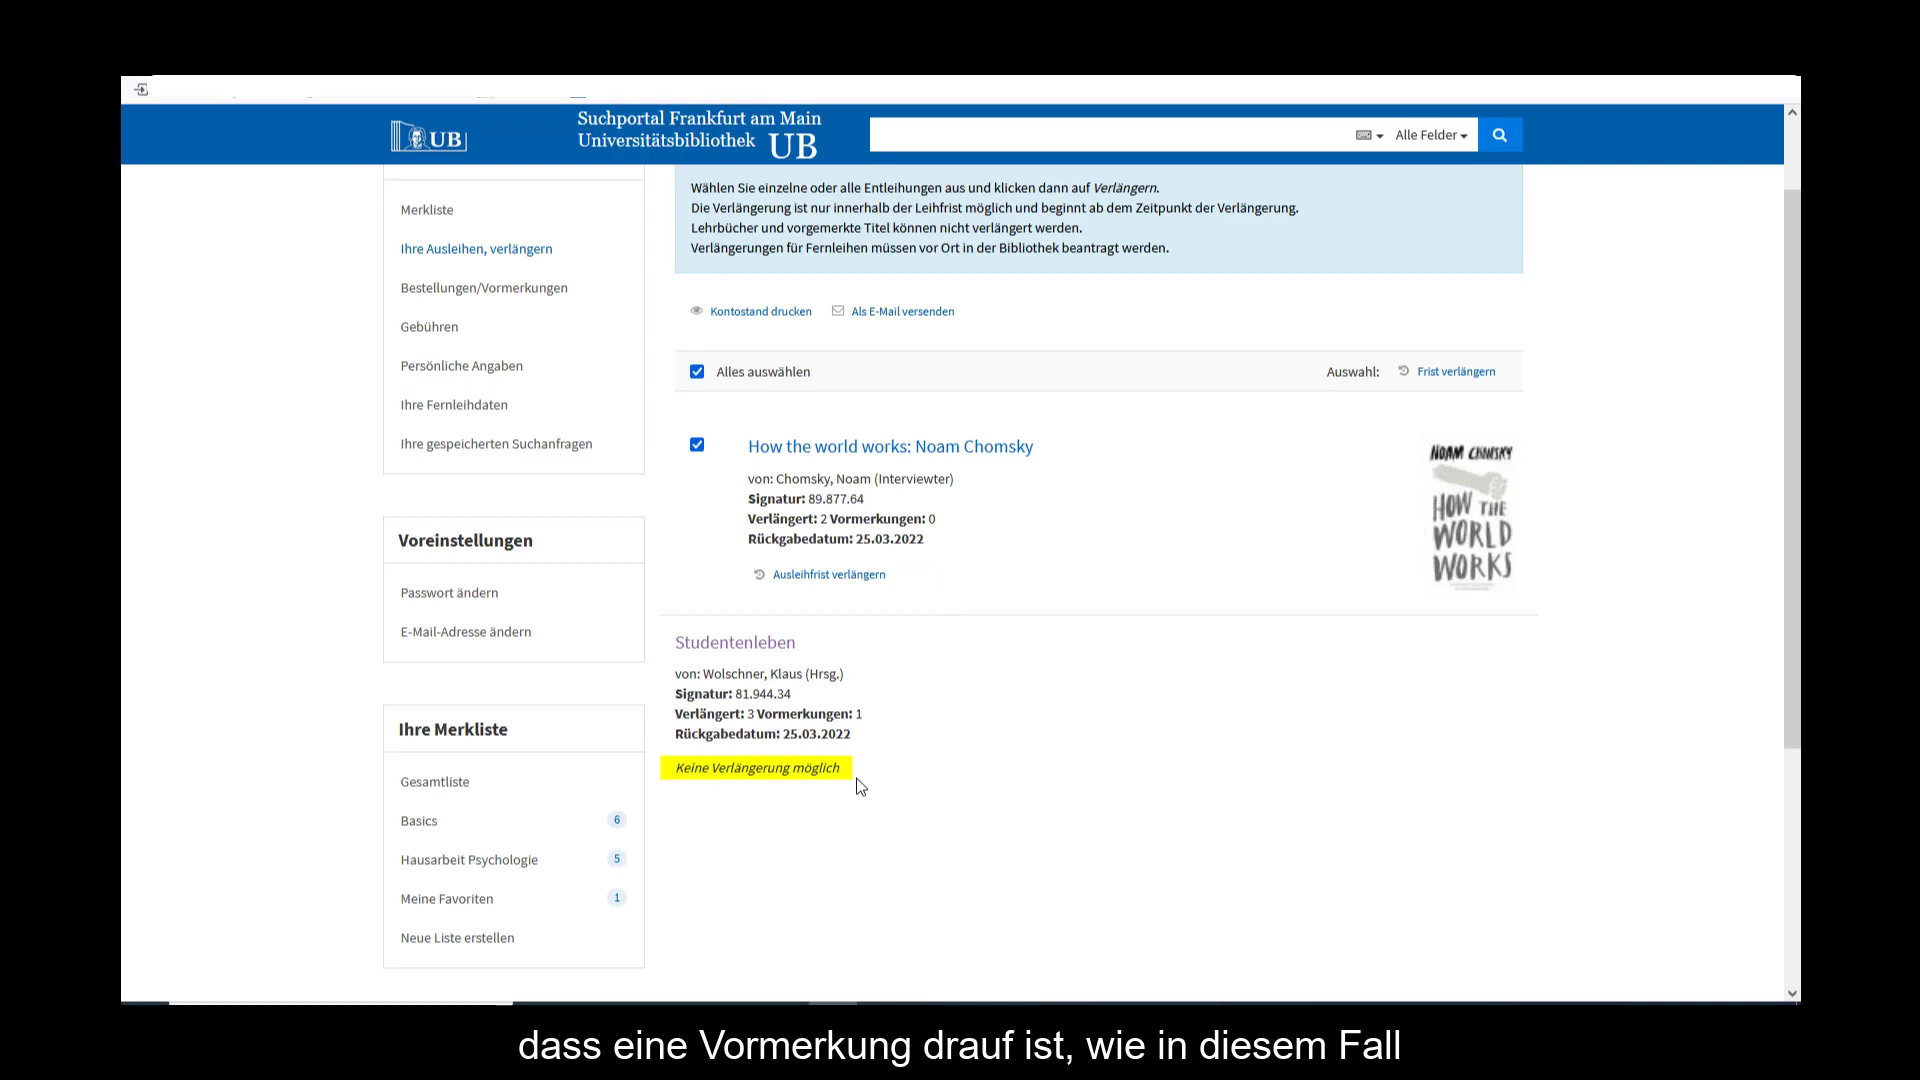 UB
Suchportal Frankfurt am Main
Universitätsbibliothek UB
Alle Felder
Merkliste
Ihre Ausleihen, verlängern
Bestellungen/Vormerkungen
Gebühren
Persönliche Angaben
Ihre Fernleihdaten
Ihre gespeicherten Suchanfragen
Voreinstellungen
Passwort ändern
E-Mail-Adresse ändern
Ihre Merkliste
Gesamtliste
Basics 6
Hausarbeit Psychologie 5
Meine Favoriten 1
Neue Liste erstellen
Wählen Sie einzelne oder alle Entleihungen aus und klicken dann auf Verlängern.
Die Verlängerung ist nur innerhalb der Leihfrist möglich und beginnt ab dem Zeitpunkt der Verlängerung.
Lehrbücher und vorgemerkte Titel können nicht verlängert werden.
Verlängerungen für Fernleihen müssen vor Ort in der Bibliothek beantragt werden.
Kontostand drucken Als E-Mail versenden
Alles auswählen Auswahl: Frist verlängern
How the world works: Noam Chomsky
von: Chomsky, Noam (Interviewter)
Signatur: 89.877.64
Verlängert: 2 Vormerkungen: 0
Rückgabedatum: 25.03.2022
Ausleihfrist verlängern
NOAM CHOMSKY
HOW THE
WORLD
WORKS
Studentenleben
von: Wolschner, Klaus (Hrsg.)
Signatur: 81.944.34
Verlängert: 3 Vormerkungen: 1
Rückgabedatum: 25.03.2022
Keine Verlängerung möglich
dass eine Vormerkung drauf ist, wie in diesem Fall